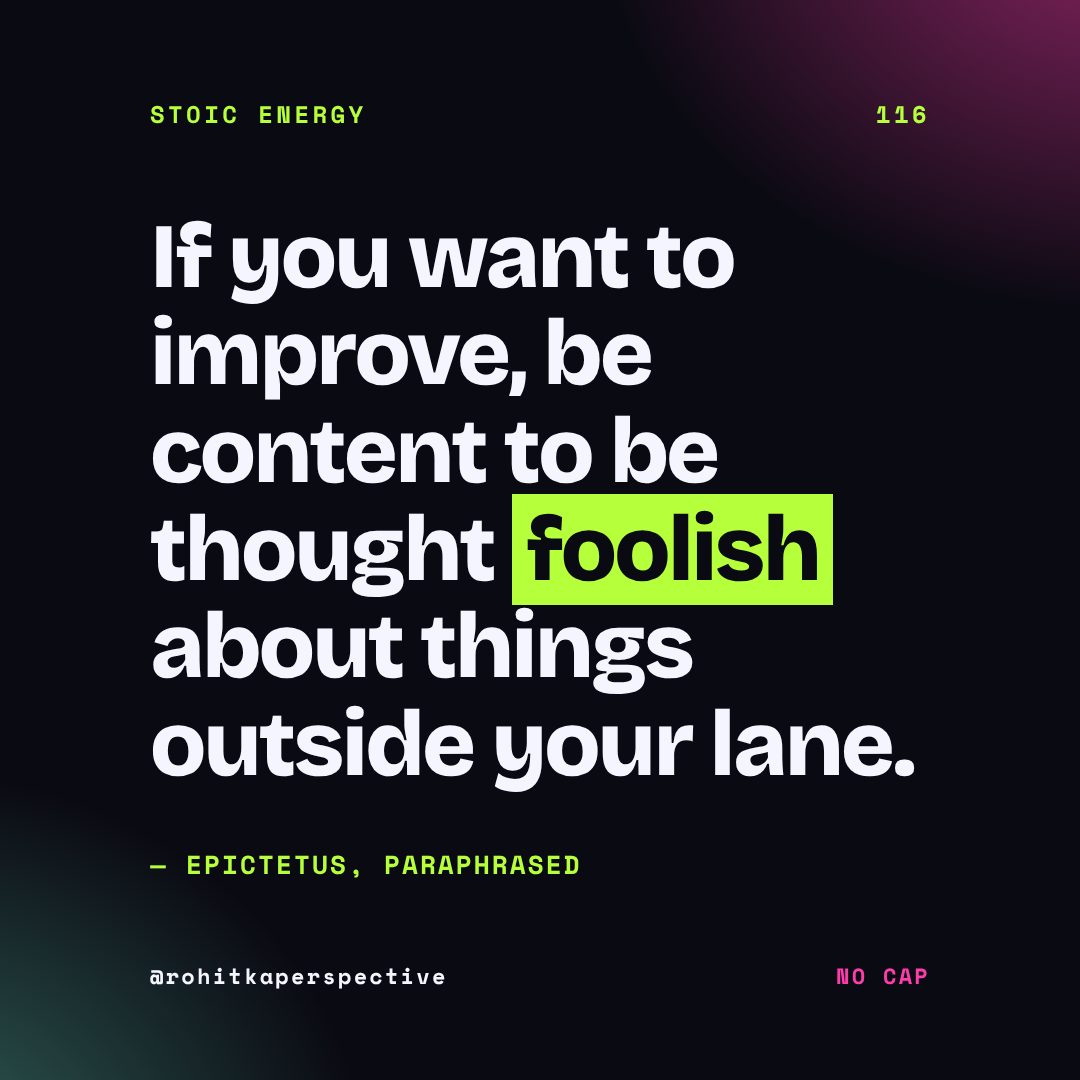 STOIC ENERGY
116
If you want to
improve, be
content to be
thought foolish
about things
outside your lane.
— EPICTETUS, PARAPHRASED
@rohitkaperspective
NO CAP